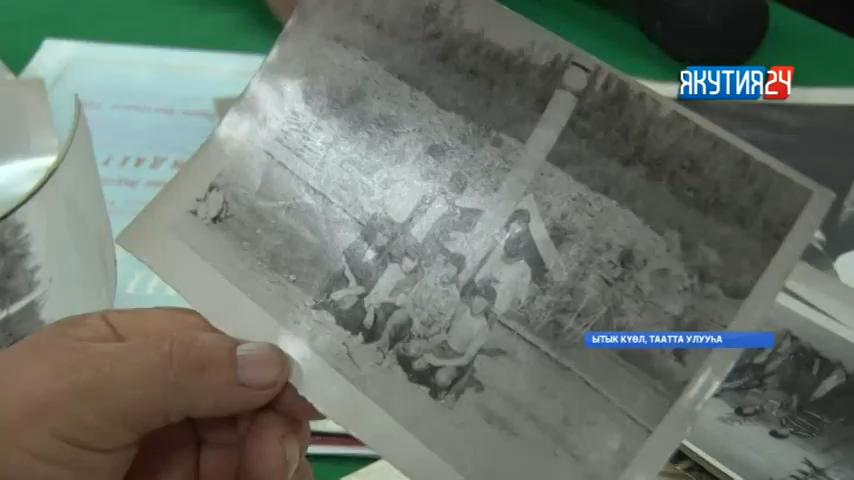 ЯКУТИЯ24
ЫТЫК КҮӨЛ, ТААТТА УЛУУҺА